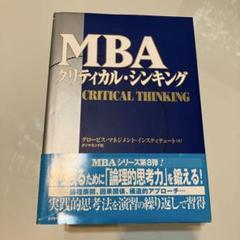 MBA
クリティカル・シンキング
CRITICAL THINKING
グロービス・マネジメント・インスティテュート
ダイヤモンド社
MBAシリーズ第8弾!
ために「論理的思考力」を鍛える!
論理展開、因果関係、構造的アプローチ…
実践的思考法を演習の繰り返しで習得